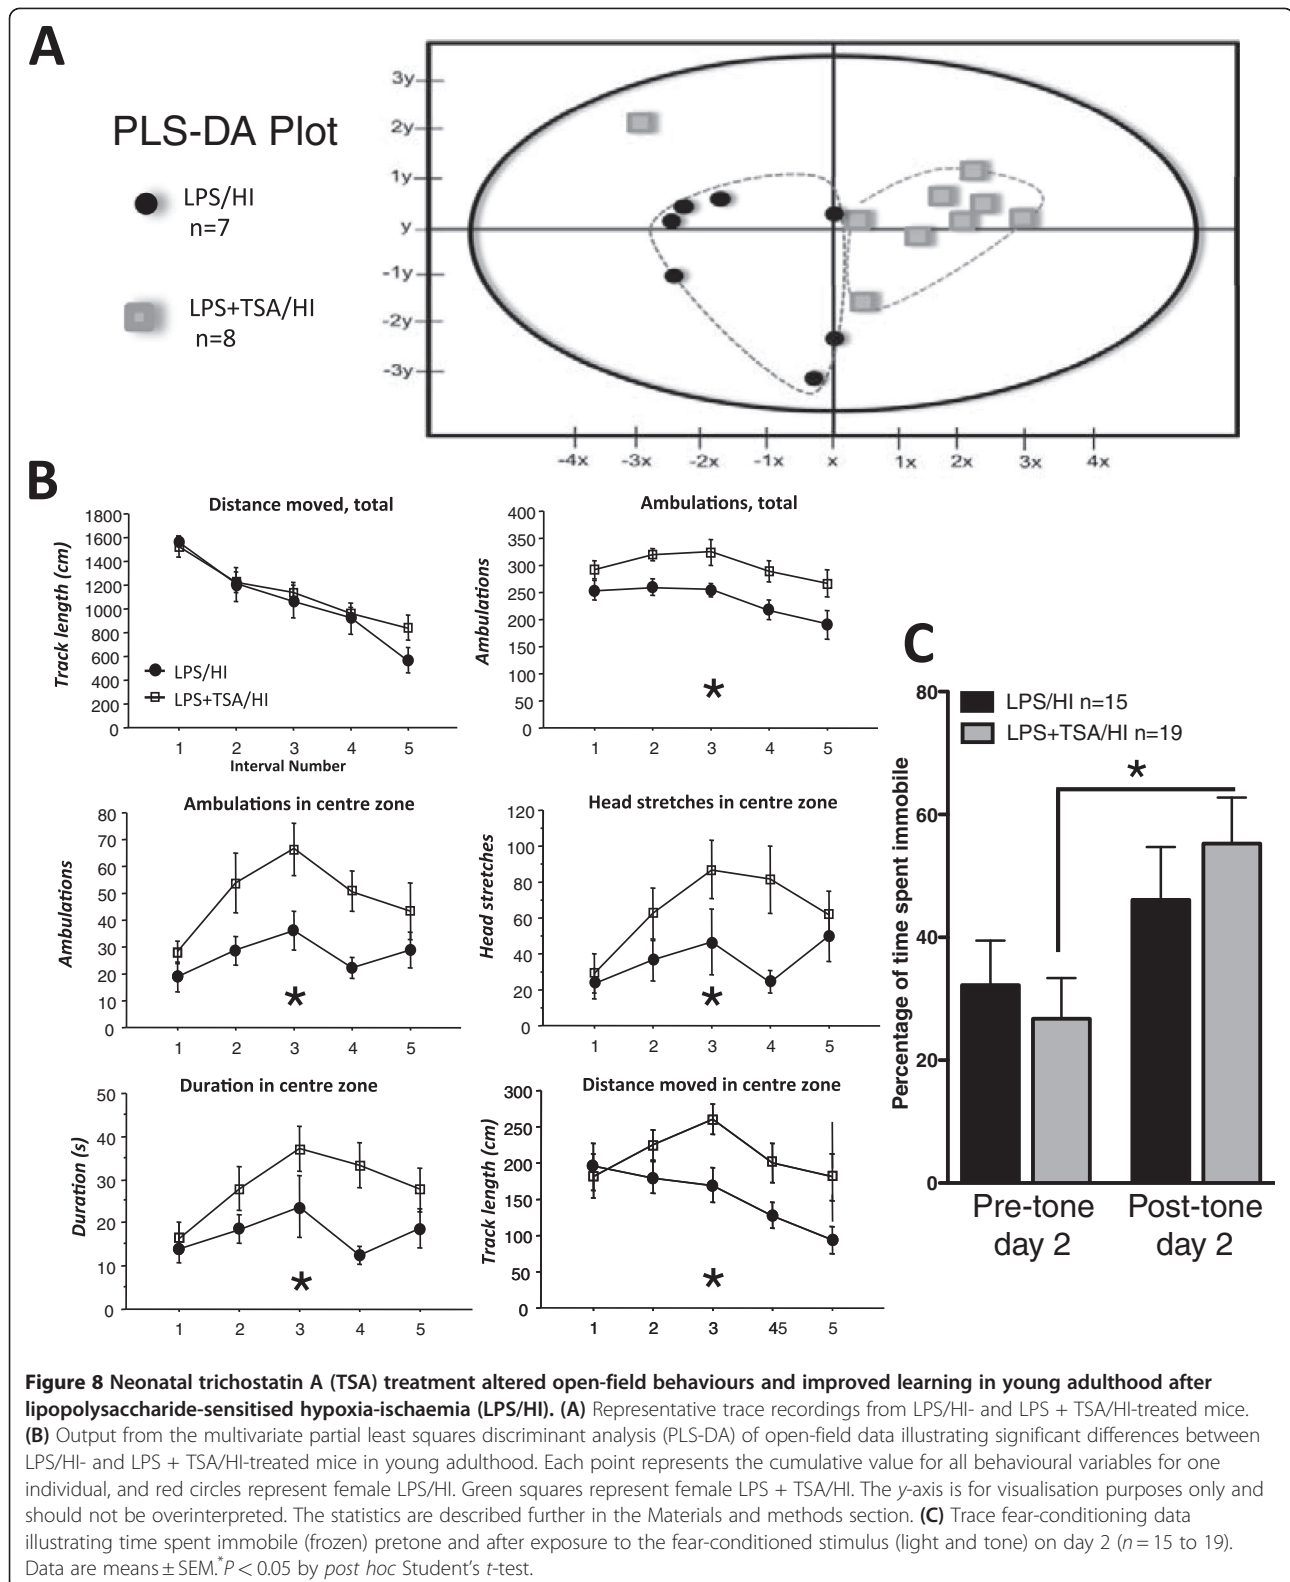 A
PLS-DA Plot
LPS/HI
n=7
LPS+TSA/HI
n=8
3y
2y
1y
y
-1y
-2y
-3y
-4x -3x -2x -1x x 1x 2x 3x 4x
B
Distance moved, total
Track length (cm)
1800
1600
1400
1200
1000
800
600
400
200
0
LPS/HI
LPS+TSA/HI
1 2 3 4 5
Interval Number
Ambulations, total
Ambulations
400
350
300
250
200
150
100
50
0
*
1 2 3 4 5
Ambulations in centre zone
Ambulations
80
70
60
50
40
30
20
10
0
*
1 2 3 4 5
Head stretches in centre zone
Head stretches
120
100
80
60
40
20
0
*
1 2 3 4 5
Duration in centre zone
Duration (s)
50
40
30
20
10
0
*
1 2 3 4 5
Distance moved in centre zone
Track length (cm)
300
250
200
150
100
50
0
*
1 2 3 45 5
C
Percentage of time spent immobile
80
60
40
20
0
LPS/HI n=15
LPS+TSA/HI n=19
*
Pre-tone Post-tone
day 2 day 2
Figure 8 Neonatal trichostatin A (TSA) treatment altered open-field behaviours and improved learning in young adulthood after
lipopolysaccharide-sensitised hypoxia-ischaemia (LPS/HI). (A) Representative trace recordings from LPS/HI- and LPS + TSA/HI-treated mice.
(B) Output from the multivariate partial least squares discriminant analysis (PLS-DA) of open-field data illustrating significant differences between
LPS/HI- and LPS + TSA/HI-treated mice in young adulthood. Each point represents the cumulative value for all behavioural variables for one
individual, and red circles represent female LPS/HI. Green squares represent female LPS + TSA/HI. The y-axis is for visualisation purposes only and
should not be overinterpreted. The statistics are described further in the Materials and methods section. (C) Trace fear-conditioning data
illustrating time spent immobile (frozen) pretone and after exposure to the fear-conditioned stimulus (light and tone) on day 2 (n = 15 to 19).
Data are means ± SEM. *P < 0.05 by post hoc Student's t-test.